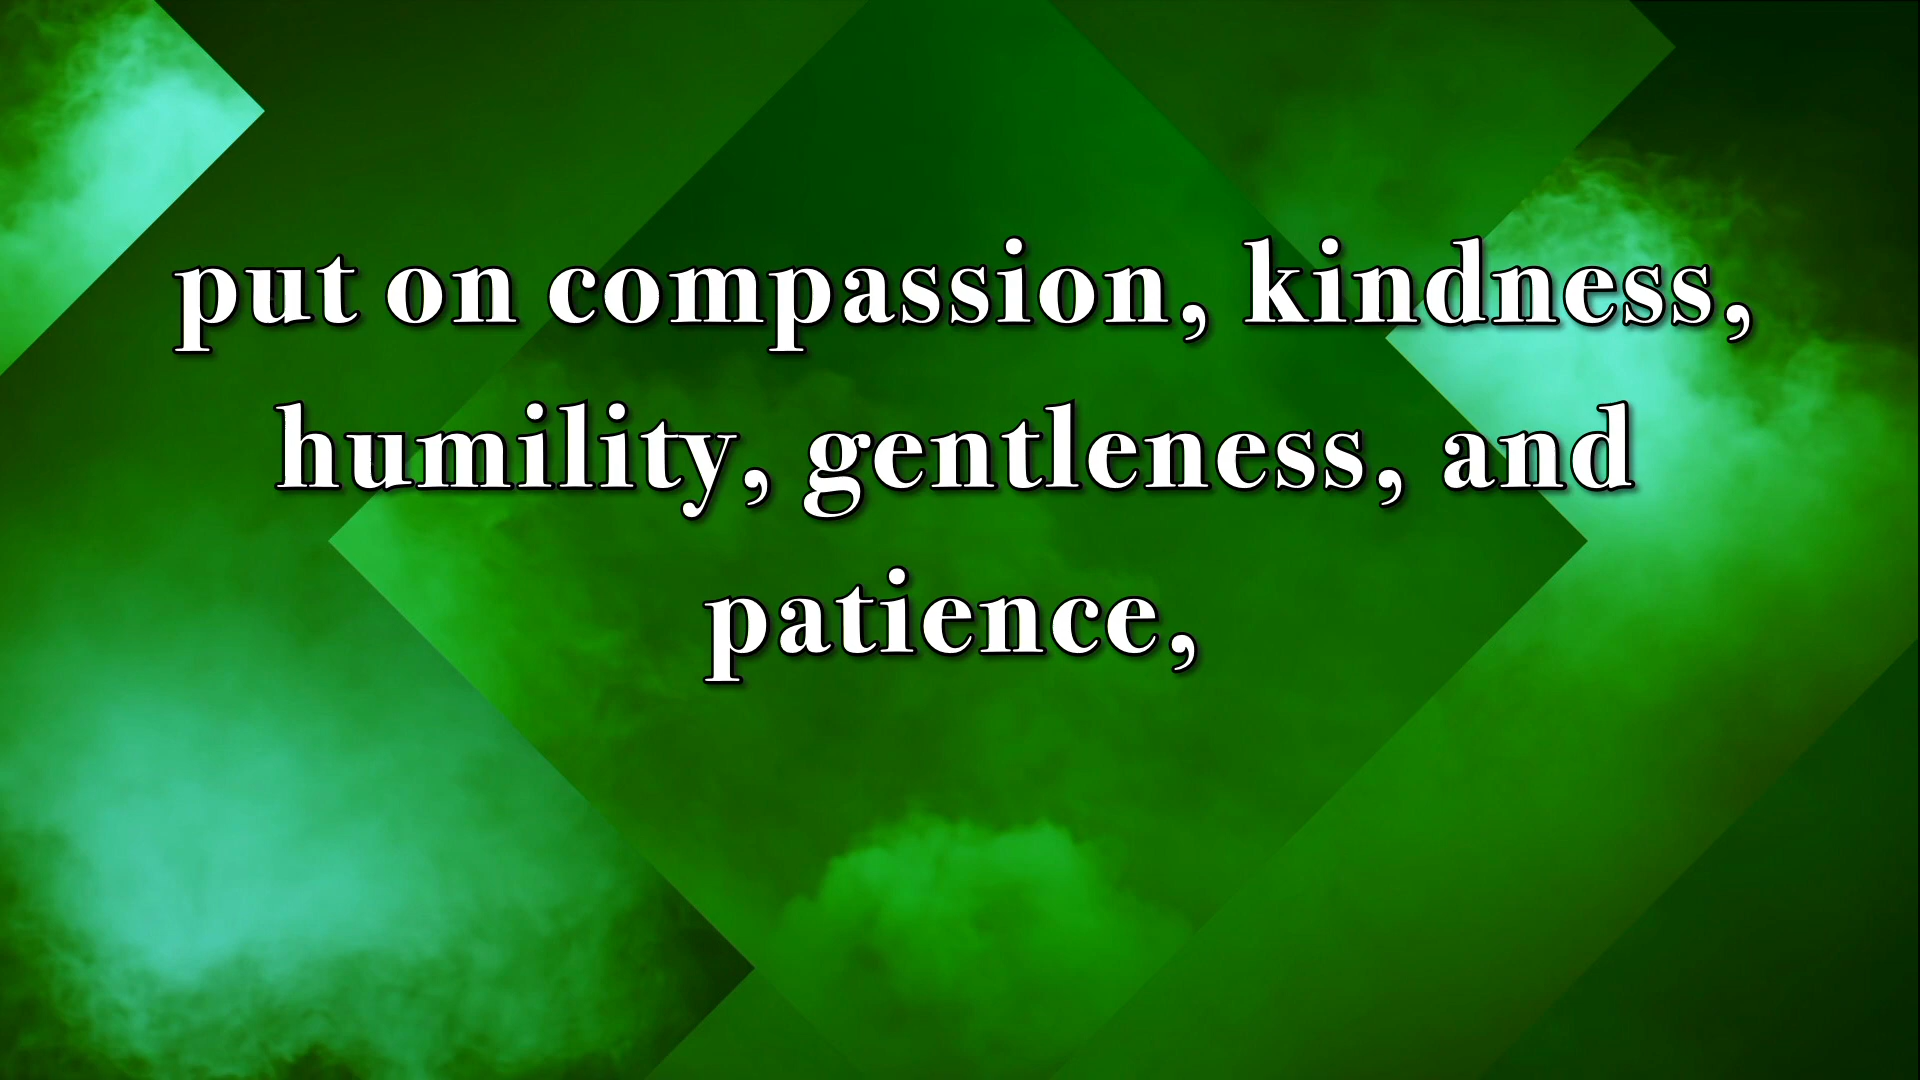 put on compassion, kindness,
humility, gentleness, and
patience,